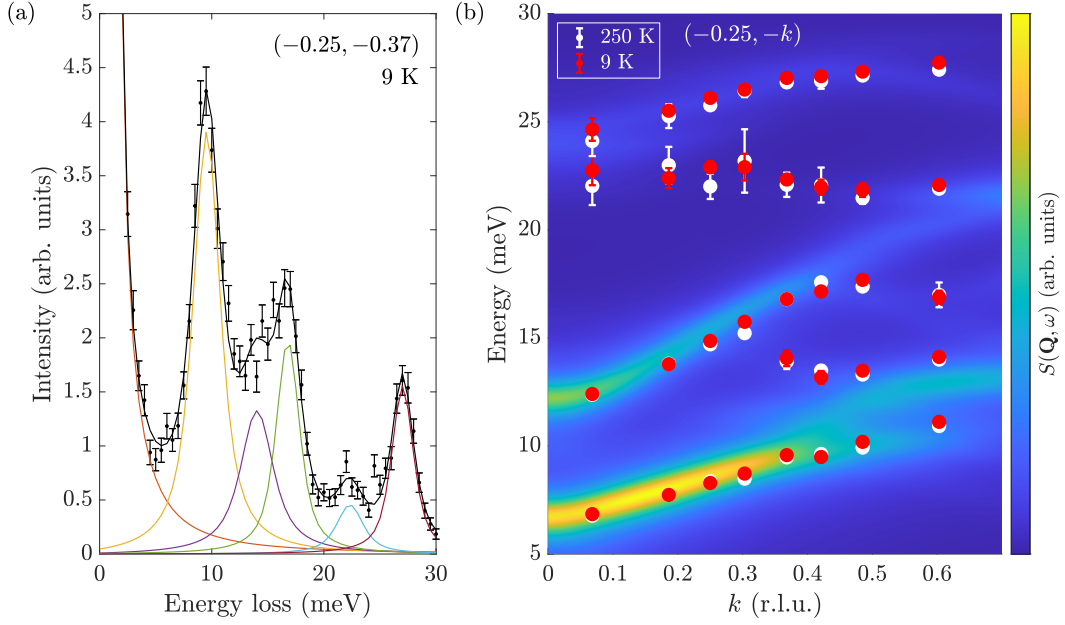 (a)
(−0.25, −0.37)
9 K
Intensity (arb. units)
5
4.5
4
3.5
3
2.5
2
1.5
1
0.5
0
0 10 20 30
Energy loss (meV)
(b)
250 K
9 K
(−0.25, −k)
Energy (meV)
30
25
20
15
10
5
0 0.1 0.2 0.3 0.4 0.5 0.6
k (r.l.u.)
S(Q, ω) (arb. units)